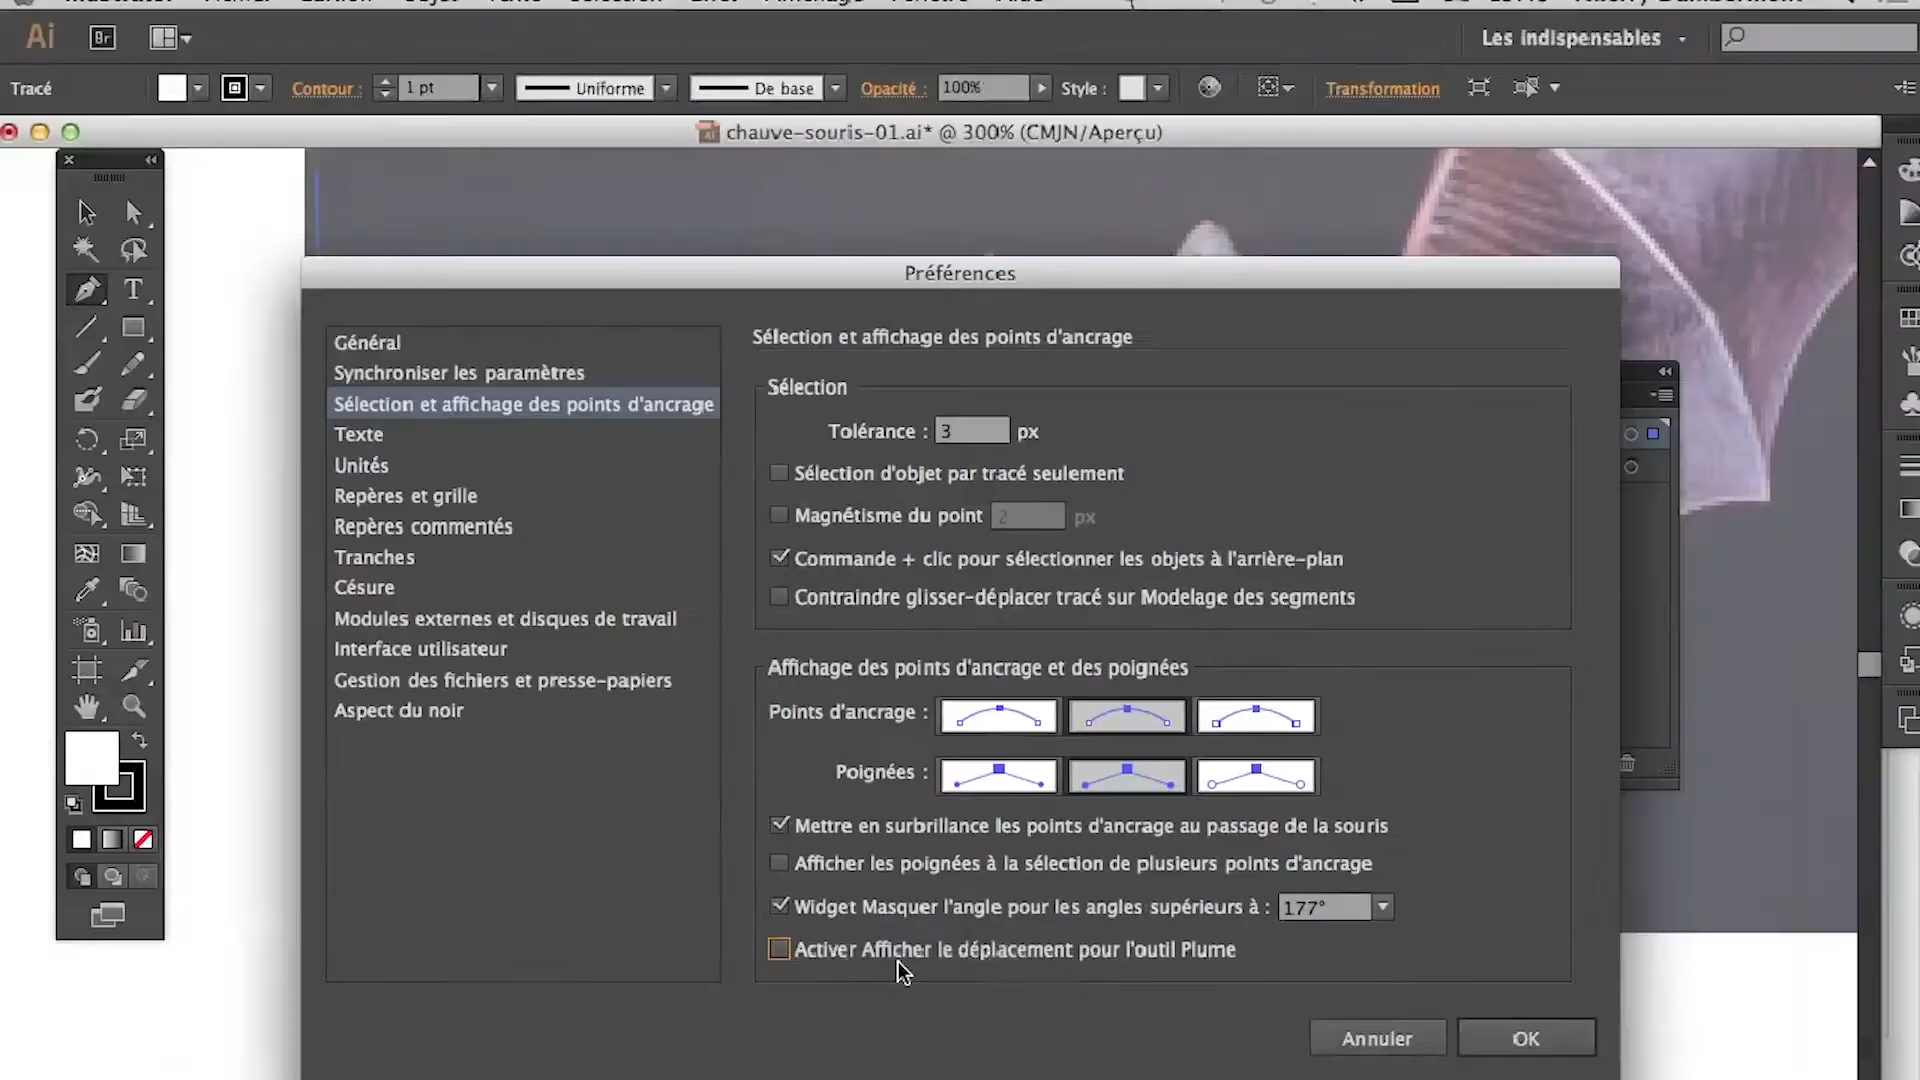 Ai Br Les indispensables
Tracé Contour : 1 pt Uniforme De base Opacité : 100% Style : Transformation
chauve-souris-01.ai* @ 300% (CMJN/Aperçu)
Préférences
Général
Synchroniser les paramètres
Sélection et affichage des points d'ancrage
Texte
Unités
Repères et grille
Repères commentés
Tranches
Césure
Modules externes et disques de travail
Interface utilisateur
Gestion des fichiers et presse-papiers
Aspect du noir
Sélection et affichage des points d'ancrage
Sélection
Tolérance : 3 px
Sélection d'objet par tracé seulement
Magnétisme du point 2 px
Commande + clic pour sélectionner les objets à l'arrière-plan
Contraindre glisser-déplacer tracé sur Modelage des segments
Affichage des points d'ancrage et des poignées
Points d'ancrage :
Poignées :
Mettre en surbrillance les points d'ancrage au passage de la souris
Afficher les poignées à la sélection de plusieurs points d'ancrage
Widget Masquer l'angle pour les angles supérieurs à : 177°
Activer Afficher le déplacement pour l'outil Plume
Annuler OK